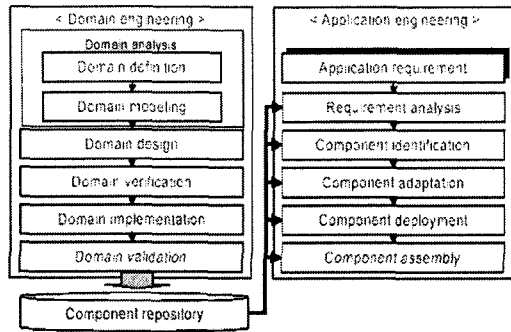 < Domain engineering >
Domain analysis
Domain definition
Domain modeling
Domain design
Domain verification
Domain implementation
Domain validation
Component repository
< Application engineering >
Application requirement
Requirement analysis
Component identification
Component adaptation
Component deployment
Component assembly